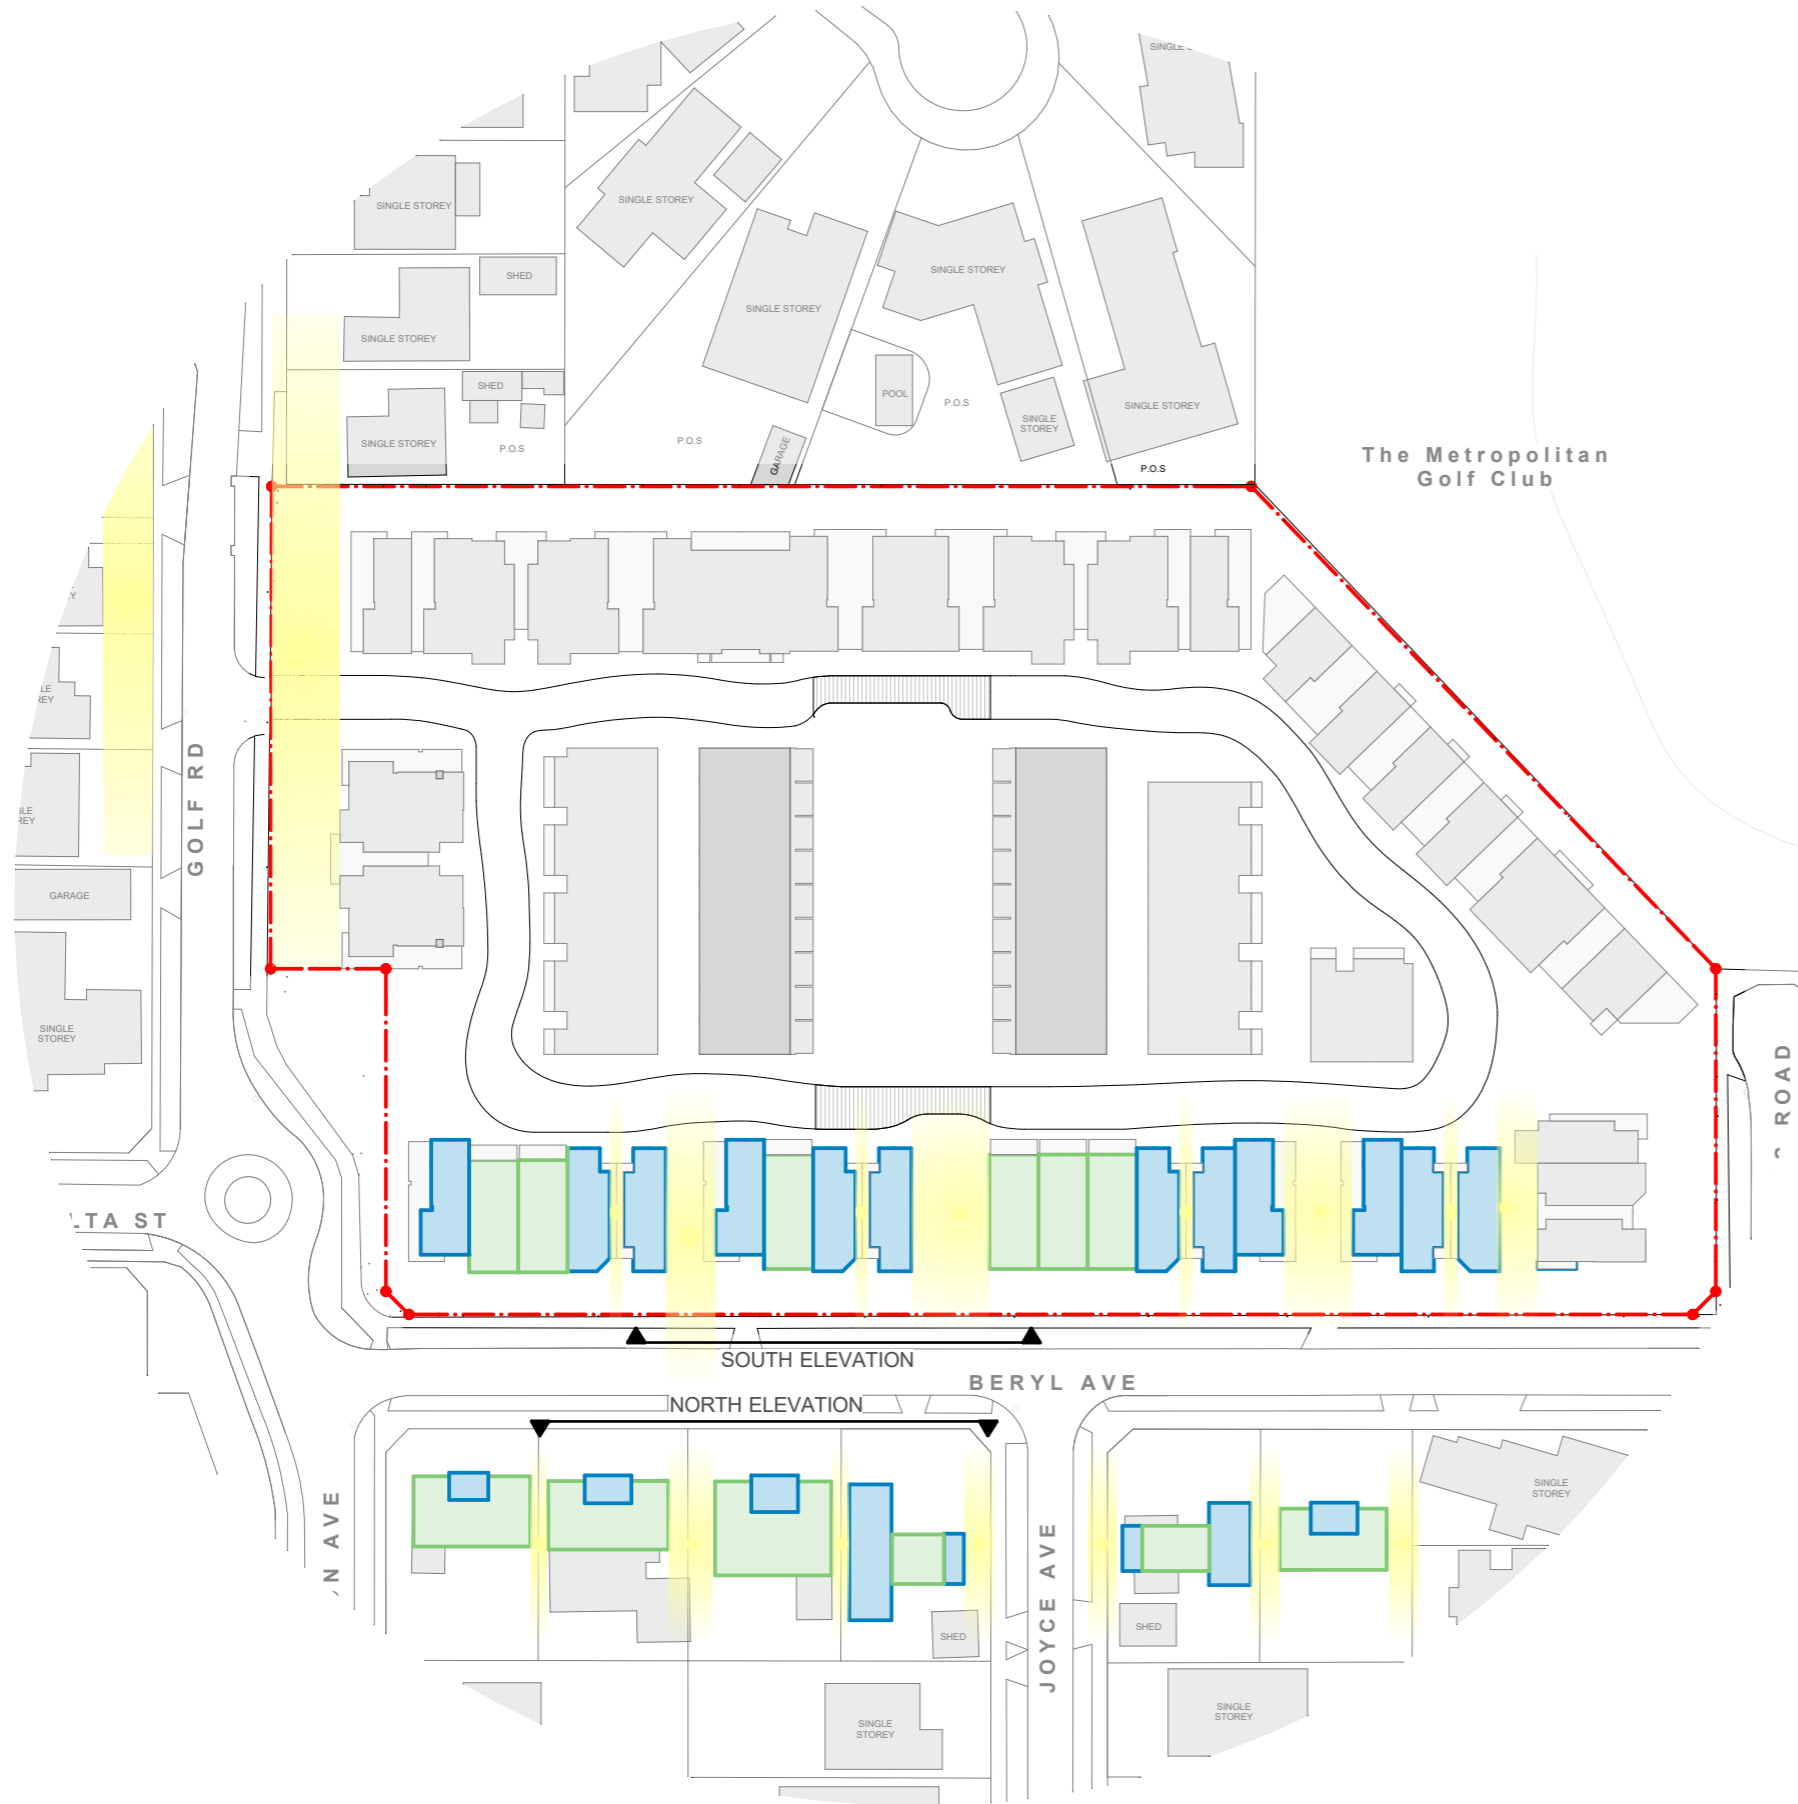 SINGLE
SINGLE STOREY
SINGLE STOREY
SHED
SINGLE STOREY
SINGLE STOREY
SINGLE STOREY
SHED
POOL
P.O.S
SINGLE STOREY
SINGLE
STOREY
SINGLE STOREY
P.O.S
P.O.S
GARAGE
P.O.S
The Metropolitan
Golf Club
GOLF RD
GARAGE
SINGLE
STOREY
ROAD
TA ST
SOUTH ELEVATION
BERYL AVE
NORTH ELEVATION
N AVE
JOYCE AVE
SINGLE
STOREY
SHED
SHED
SINGLE
STOREY
SINGLE
STOREY